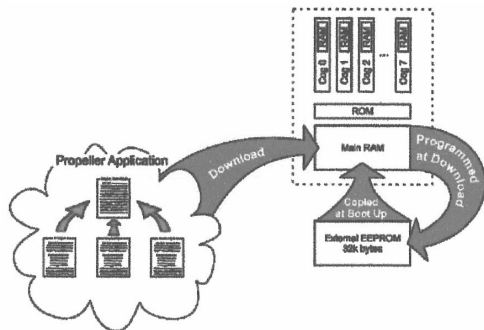 Cog 0 RAM
Cog 1 RAM
Cog 2 RAM
....
Cog 7 RAM
ROM
Main RAM
Propeller Application
Download
Programmed
at Download
Copied
at Boot Up
External EEPROM
32k bytes